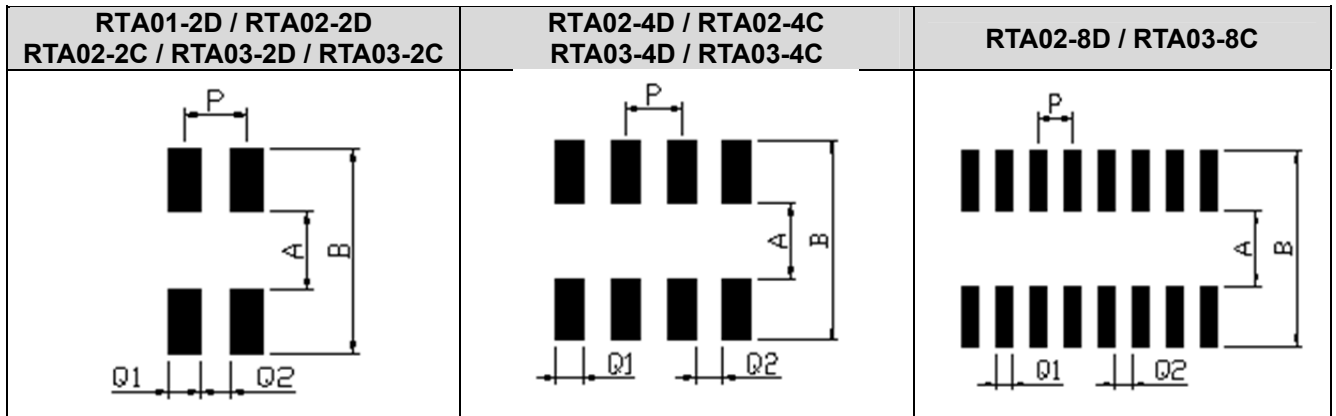 RTA01-2D / RTA02-2D
RTA02-2C / RTA03-2D / RTA03-2C
RTA02-4D / RTA02-4C
RTA03-4D / RTA03-4C
RTA02-8D / RTA03-8C
P
A
B
Q1
Q2
P
A
B
Q1
Q2
P
A
B
Q1
Q2